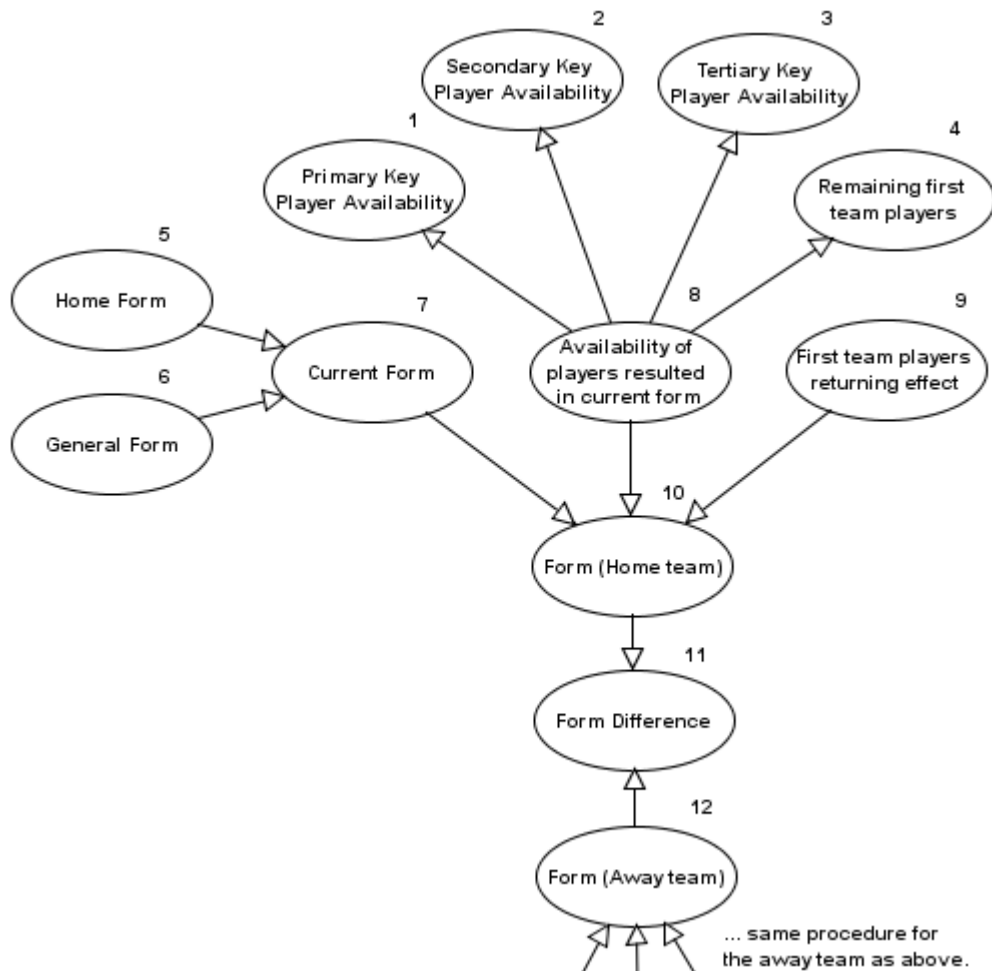 2
3
Secondary Key
Player Availability
Tertiary Key
Player Availability
1
4
Primary Key
Player Availability
Remaining first
team players
5
Home Form
7
8
9
Current Form
Availability of
players resulted
in current form
First team players
returning effect
6
General Form
10
Form (Home team)
11
Form Difference
12
Form (Away team)
... same procedure for
the away team as above.